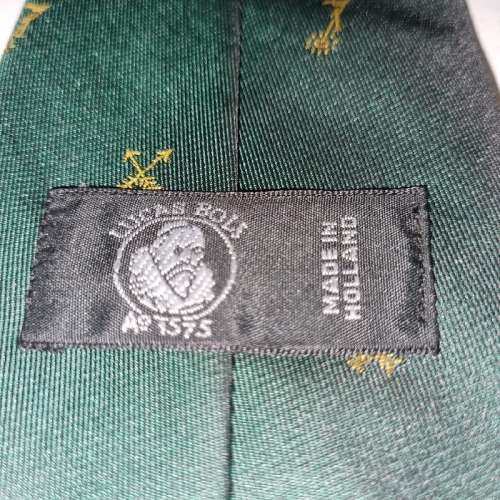 LUCAS BOLS
Aº 1575
MADE IN
HOLLAND